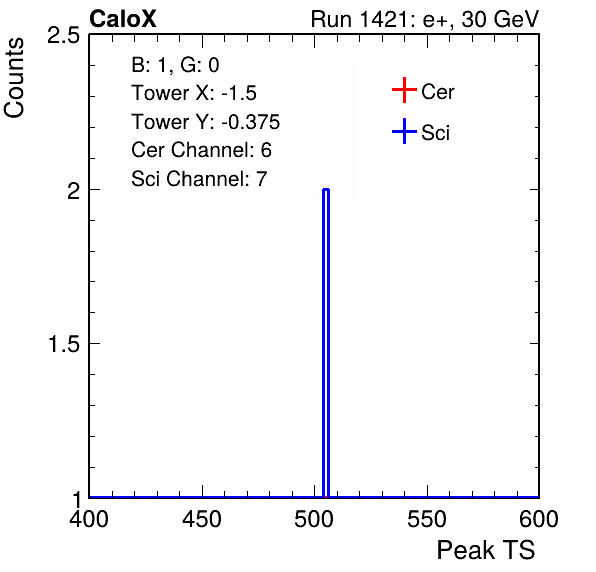 CaloX Run 1421: e+, 30 GeV
Counts
2.5
2
1.5
1
B: 1, G: 0
Tower X: -1.5
Tower Y: -0.375
Cer Channel: 6
Sci Channel: 7
Cer
Sci
400 450 500 550 600
Peak TS